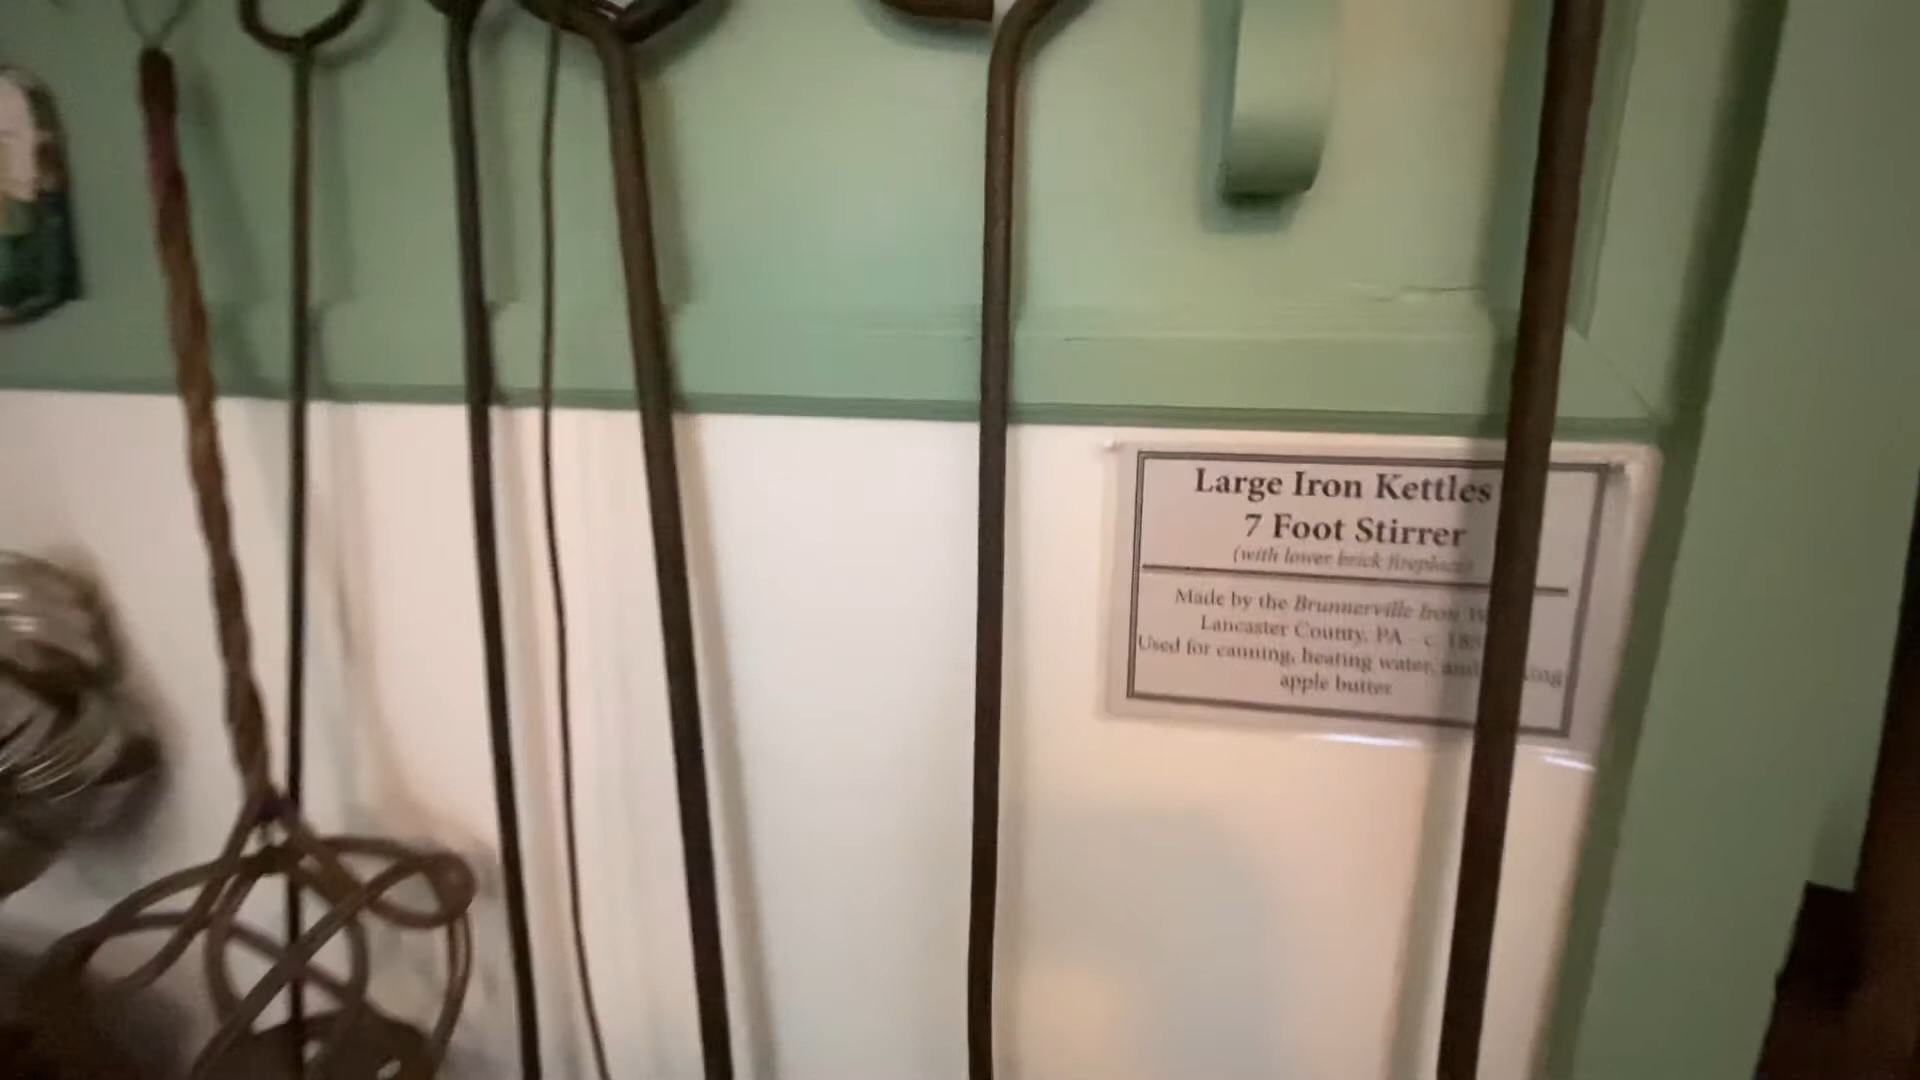 Large Iron Kettles
7 Foot Stirrer
(with lower brick fireplace)
Made by the Brunnerville Iron
Lancaster County, PA - c.
Used for canning, heating water, and
apple butter